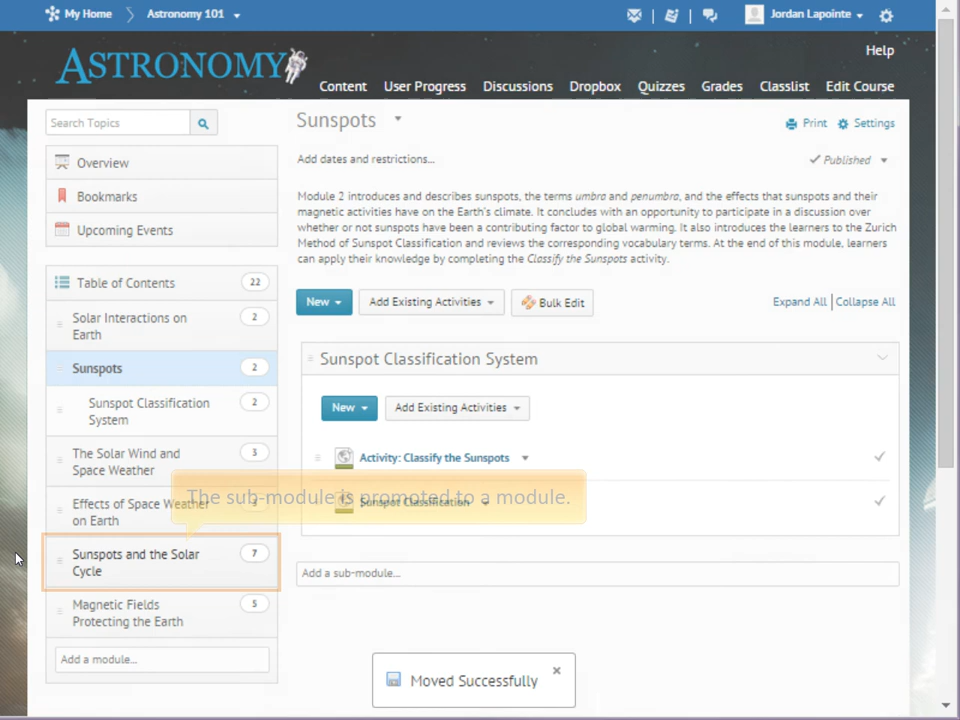 My Home Astronomy 101 Jordan Lapointe
Help
ASTRONOMY
Content User Progress Discussions Dropbox Quizzes Grades Classlist Edit Course
Search Topics
Overview
Bookmarks
Upcoming Events
Table of Contents 22
Solar Interactions on 2
Earth
Sunspots 2
Sunspot Classification 2
System
The Solar Wind and 3
Space Weather
Effects of Space Weather
on Earth
Sunspots and the Solar 7
Cycle
Magnetic Fields 5
Protecting the Earth
Add a module...
Sunspots
Print Settings
Add dates and restrictions... Published
Module 2 introduces and describes sunspots, the terms umbra and penumbra, and the effects that sunspots and their
magnetic activities have on the Earth's climate. It concludes with an opportunity to participate in a discussion over
whether or not sunspots have been a contributing factor to global warming. It also introduces the learners to the Zurich
Method of Sunspot Classification and reviews the corresponding vocabulary terms. At the end of this module, learners
can apply their knowledge by completing the Classify the Sunspots activity.
New Add Existing Activities Bulk Edit Expand All Collapse All
Sunspot Classification System
New Add Existing Activities
Activity: Classify the Sunspots
Sunspot Classification
The sub-module is promoted to a module.
Add a sub-module...
Moved Successfully